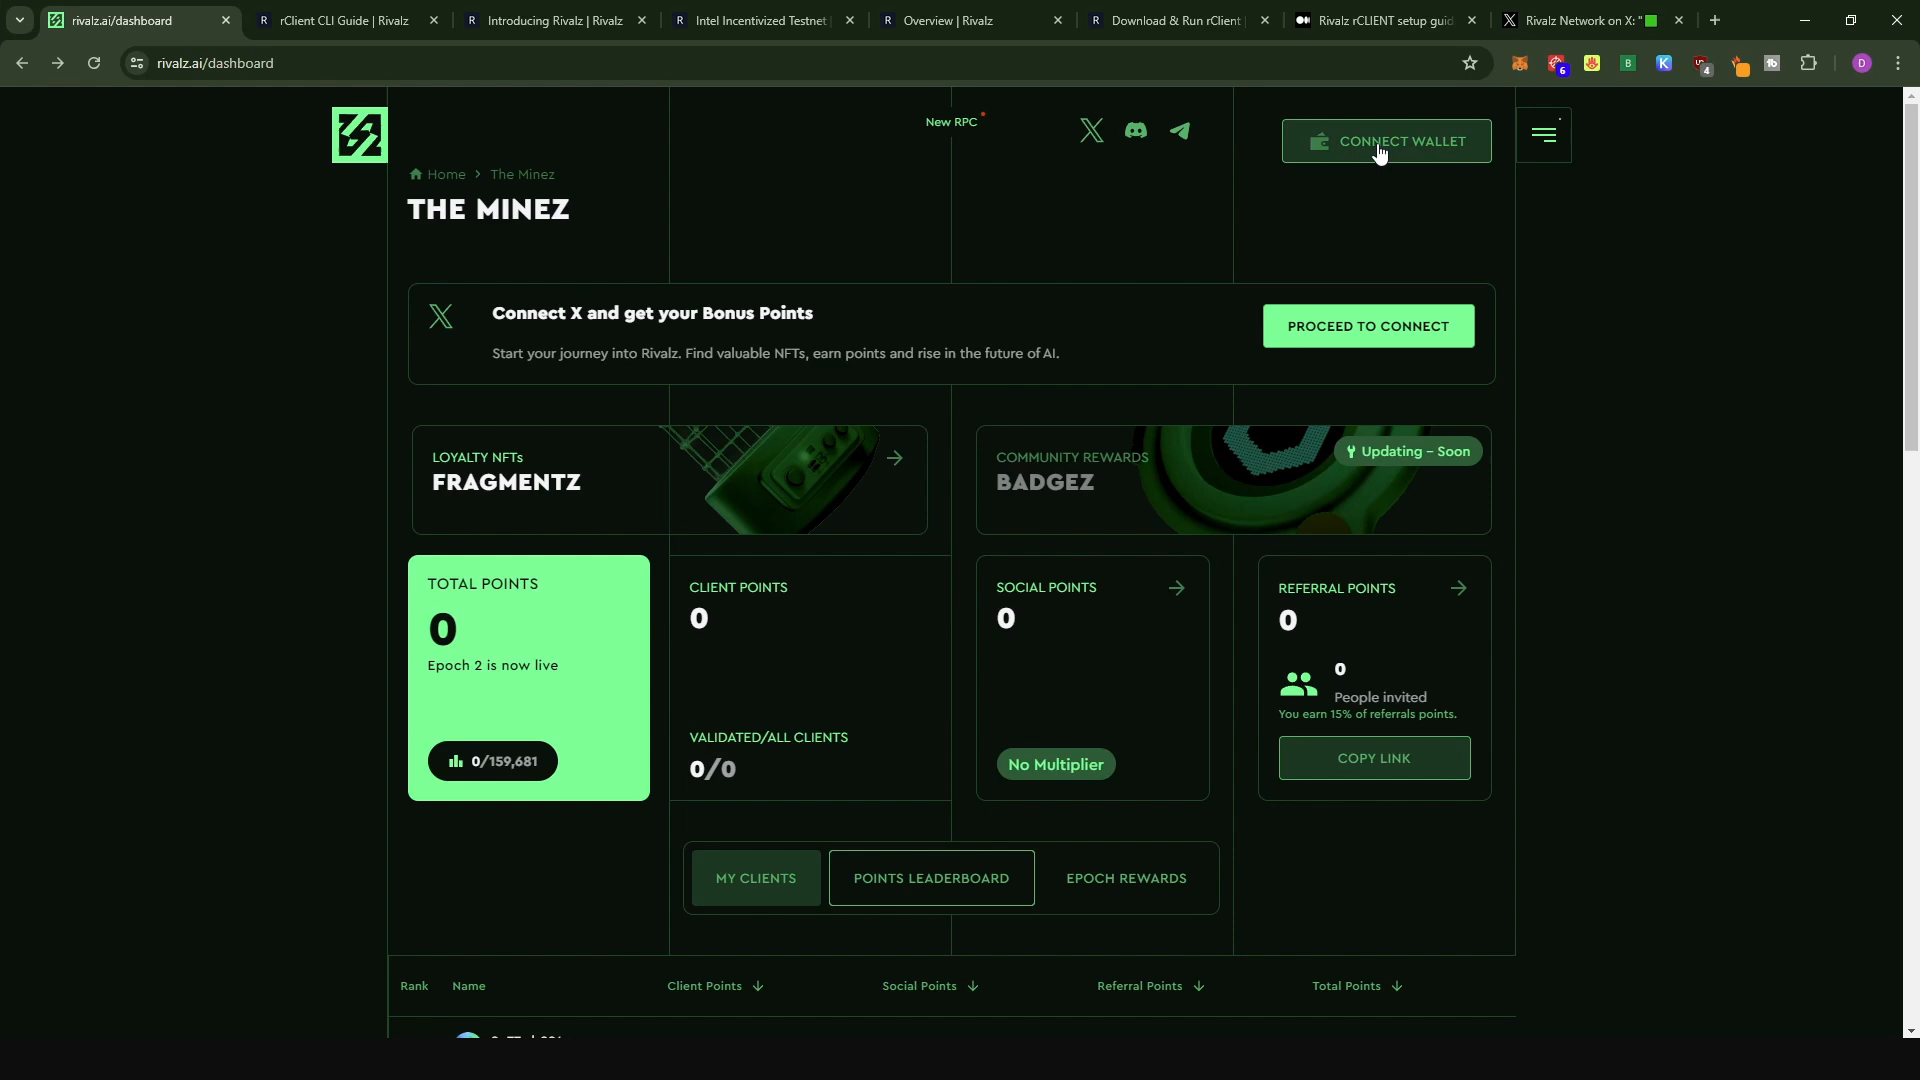 rivalz.ai/dashboard
rClient CLI Guide | Rivalz
Introducing Rivalz | Rivalz
Intel Incentivized Testnet
Overview | Rivalz
Download & Run rClient
Rivalz rCLIENT setup guid
Rivalz Network on X: "
rivalz.ai/dashboard
6
B
K
4
D
New RPC
CONNECT WALLET
Home > The Minez
THE MINEZ
Connect X and get your Bonus Points
Start your journey into Rivalz. Find valuable NFTs, earn points and rise in the future of AI.
PROCEED TO CONNECT
LOYALTY NFTs
FRAGMENTZ
COMMUNITY REWARDS
BADGEZ
Updating - Soon
TOTAL POINTS
0
Epoch 2 is now live
0/159,681
CLIENT POINTS
0
VALIDATED/ALL CLIENTS
0/0
SOCIAL POINTS
0
No Multiplier
REFERRAL POINTS
0
0
People invited
You earn 15% of referrals points.
COPY LINK
MY CLIENTS
POINTS LEADERBOARD
EPOCH REWARDS
Rank
Name
Client Points
Social Points
Referral Points
Total Points